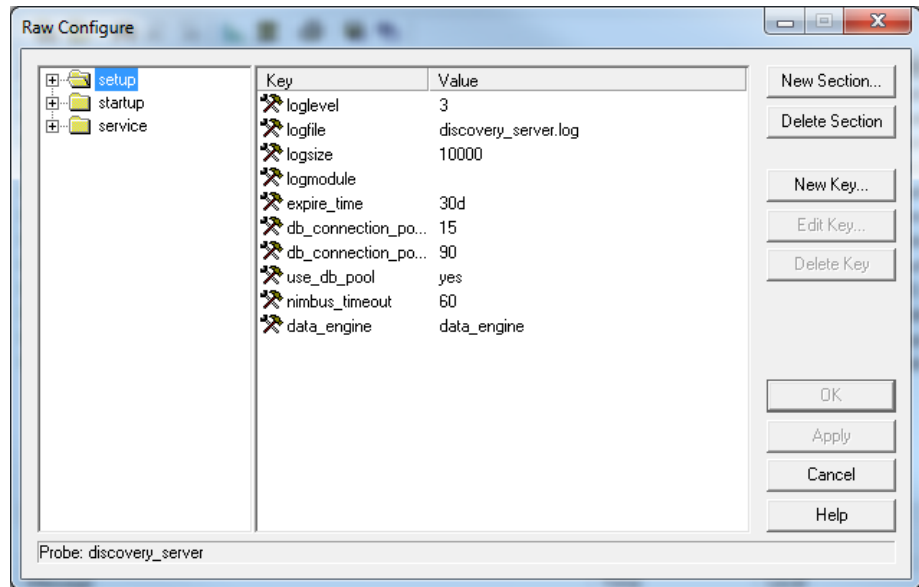 Raw Configure
setup
startup
service
Key Value
loglevel 3
logfile discovery_server.log
logsize 10000
logmodule
expire_time 30d
db_connection_po... 15
db_connection_po... 90
use_db_pool yes
nimbus_timeout 60
data_engine data_engine
New Section...
Delete Section
New Key...
Edit Key...
Delete Key
OK
Apply
Cancel
Help
Probe: discovery_server